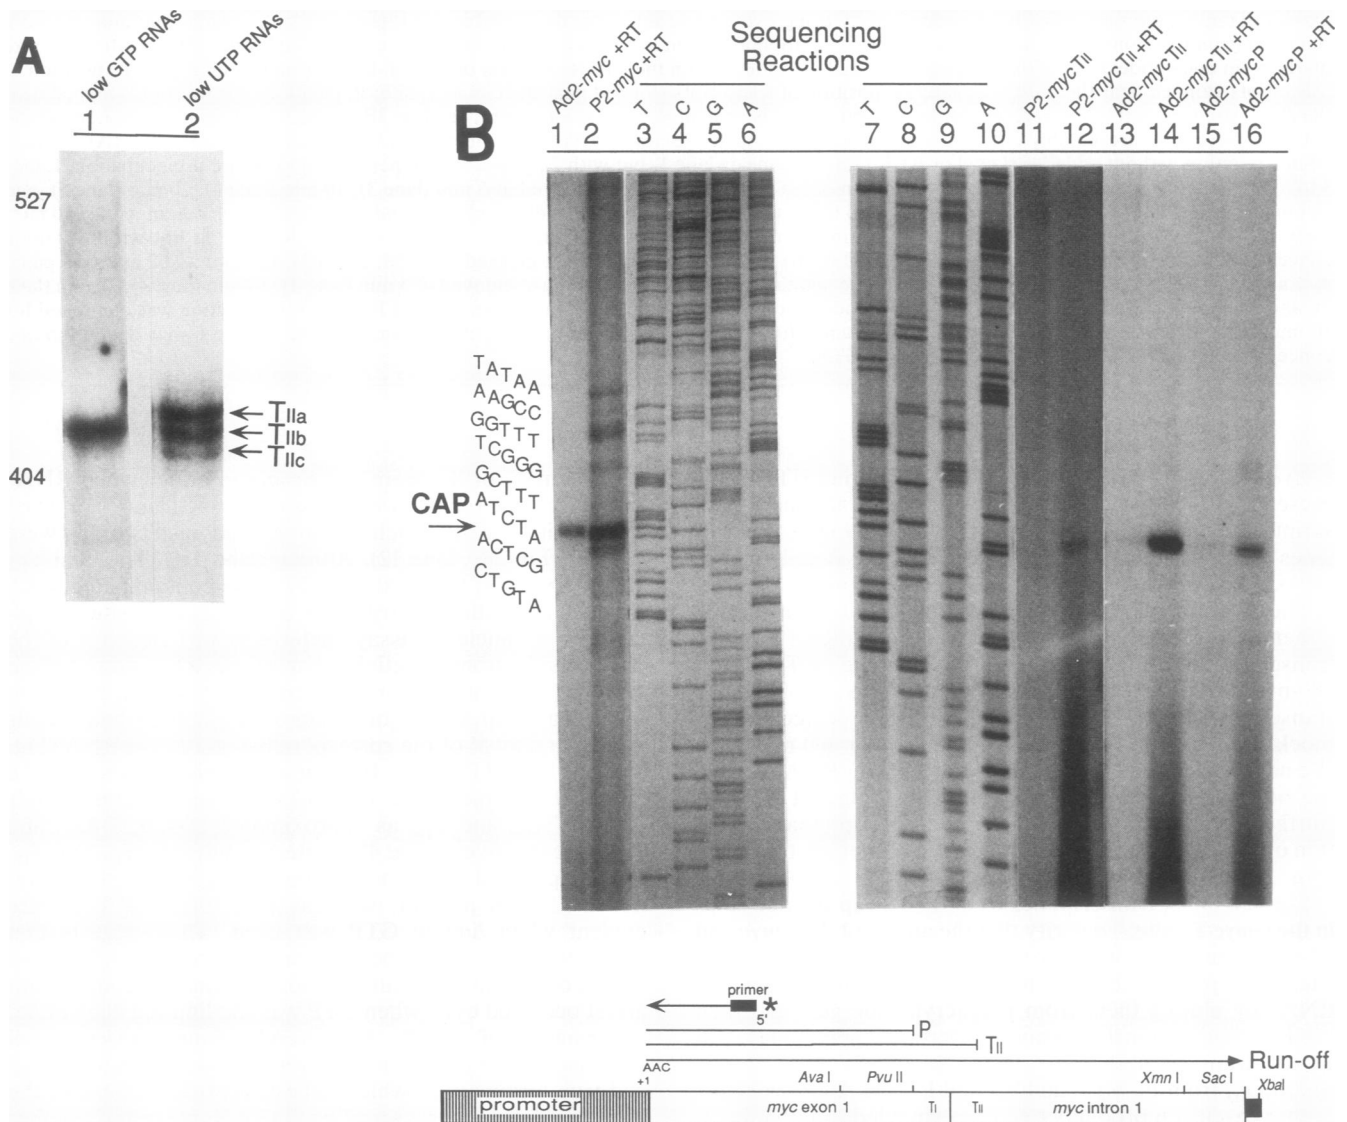 A
low GTP RNAs
low UTP RNAs
1 2
527
404
TIIa
TIIb
TIIc
B
Sequencing
Reactions
Ad2-myc +RT
P2-myc+RT
T C G A
T C G A
P2-mycTII
P2-mycTII+RT
Ad2-mycTII
Ad2-mycTII+RT
Ad2-mycP
Ad2-mycP +RT
1 2 3 4 5 6 7 8 9 10 11 12 13 14 15 16
TATAA
AAGCC
GGTTT
TCGGG
GCTTT
ATCTA
ACTCG
CTGTA
CAP
primer
*
5'
P
TII
Run-off
AAC
+1
Ava I
Pvu II
Xmn I
Sac I
XbaI
promoter
myc exon 1
TI
TII
myc intron 1